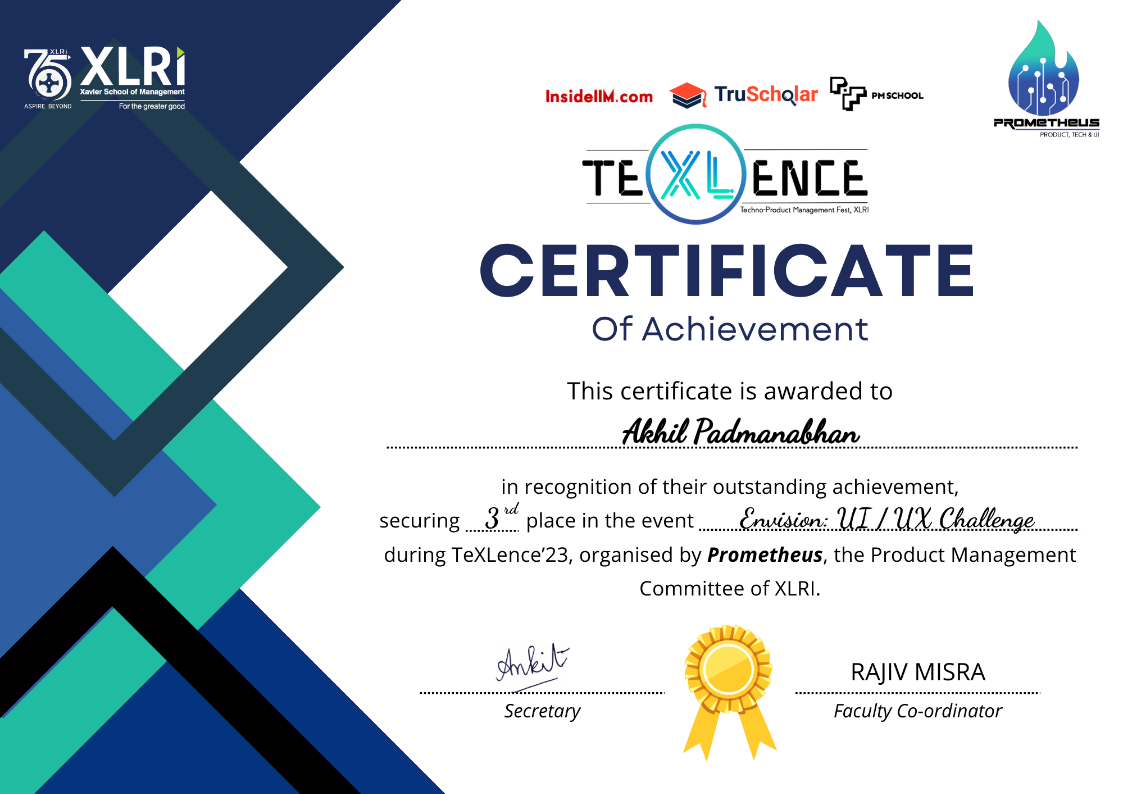 75 XLRI
XLRI
Xavier School of Management
ASPIRE BEYOND
For the greater good
InsideIIM.com
TruScholar
PM SCHOOL
PROMETHEUS
PRODUCT, TECH & UI
TEXLENCE
Techno-Product Management Fest, XLRI
CERTIFICATE
Of Achievement
This certificate is awarded to
Akhil Padmanabhan
in recognition of their outstanding achievement,
securing 3rd place in the event Envision: UI / UX Challenge
during TeXLence’23, organised by Prometheus, the Product Management
Committee of XLRI.
Ankit
RAJIV MISRA
Secretary
Faculty Co-ordinator